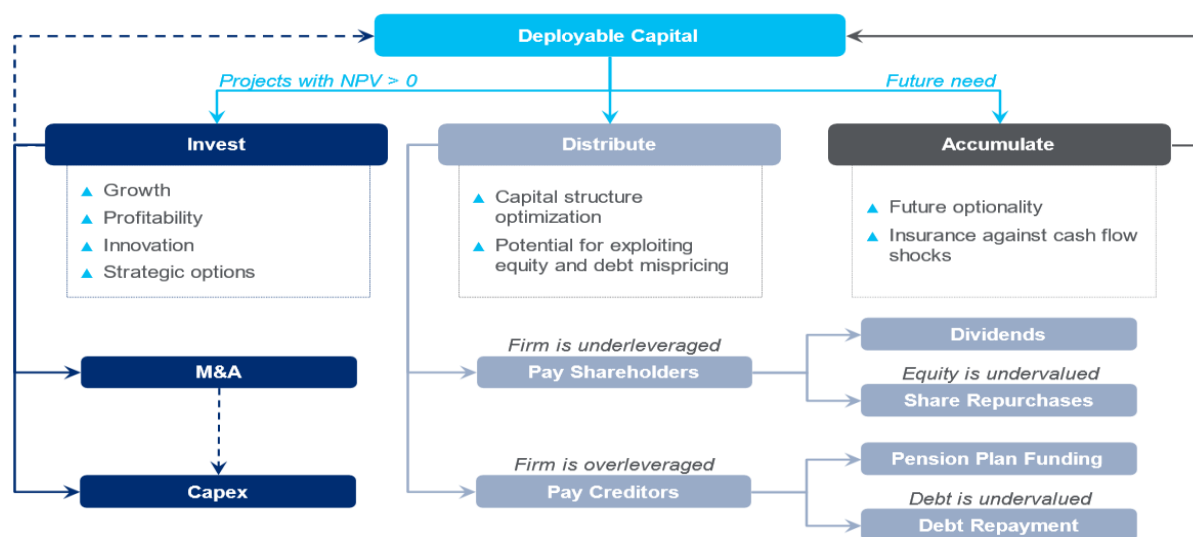 Deployable Capital
Projects with NPV > 0
Future need
Invest
Distribute
Accumulate
Growth
Profitability
Innovation
Strategic options
Capital structure
optimization
Potential for exploiting
equity and debt mispricing
Future optionality
Insurance against cash flow
shocks
M&A
Capex
Firm is underleveraged
Pay Shareholders
Dividends
Equity is undervalued
Share Repurchases
Firm is overleveraged
Pay Creditors
Pension Plan Funding
Debt is undervalued
Debt Repayment